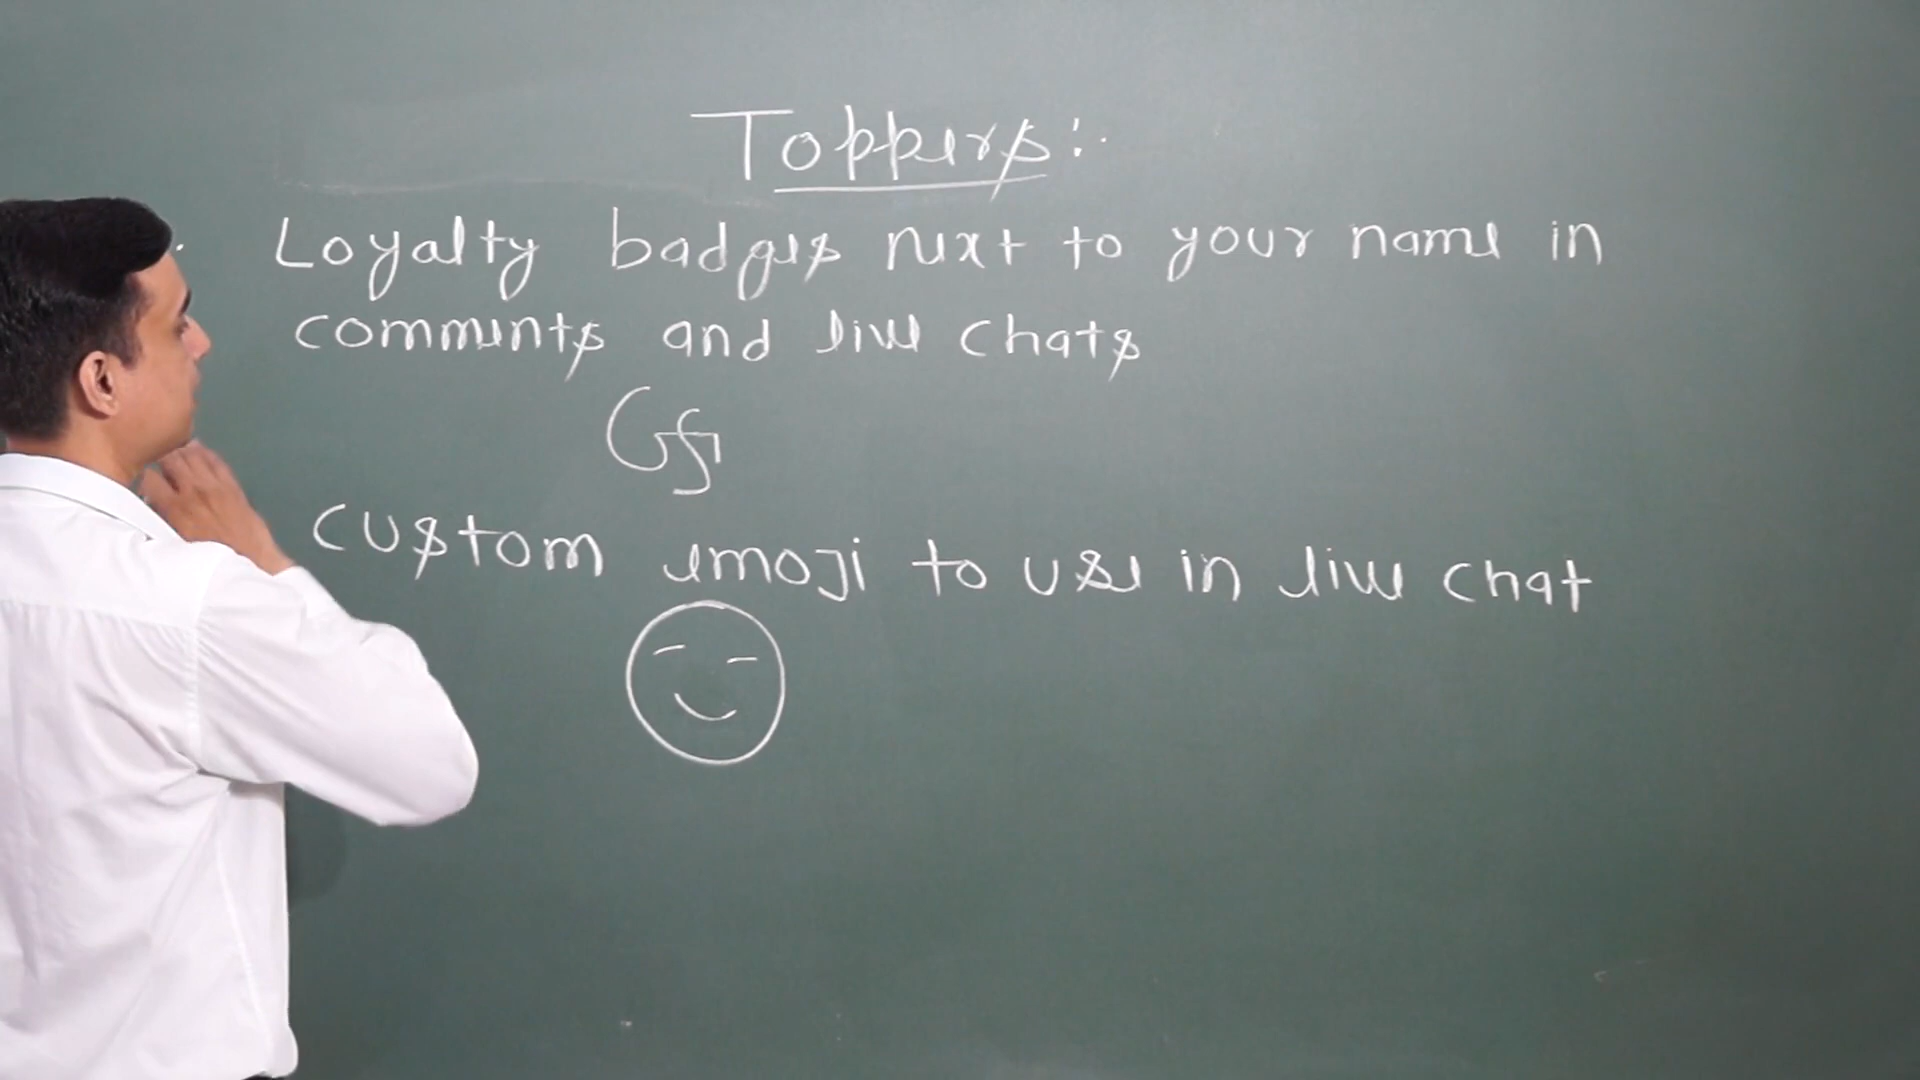 Toppers:
Loyalty badges next to your name in
comments and live chats
custom emoji to use in live chat